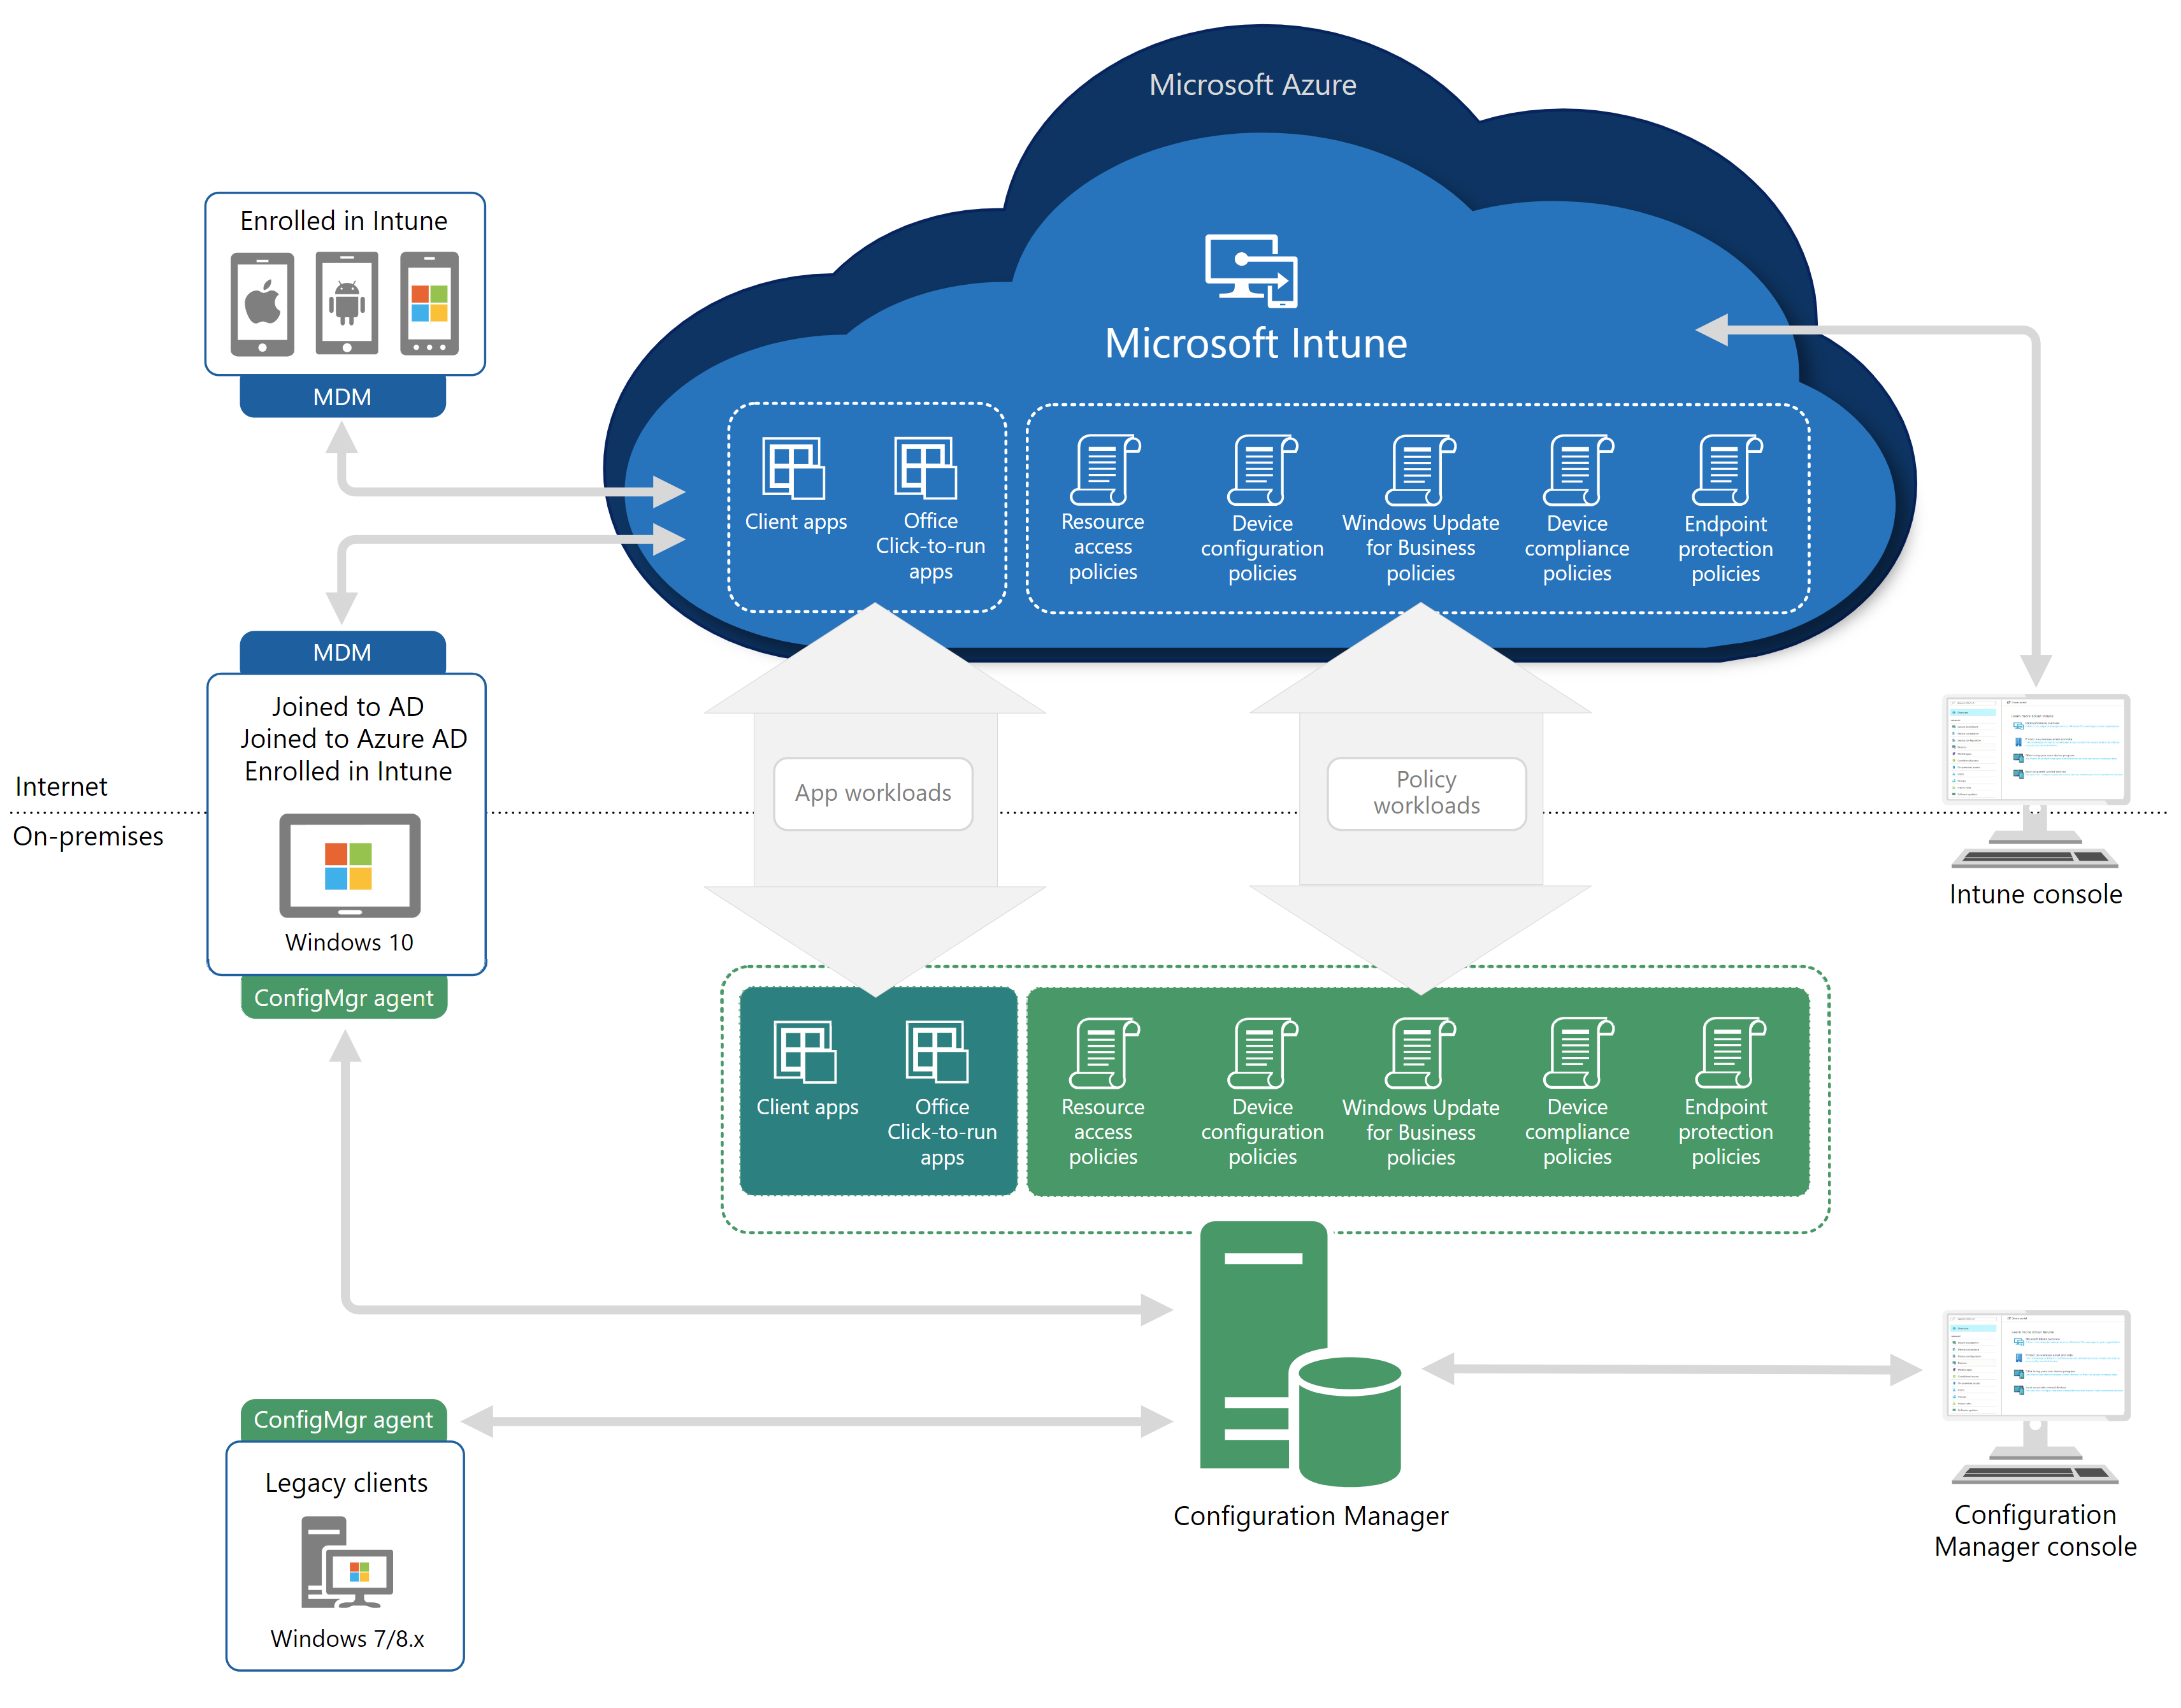 Microsoft Azure
Enrolled in Intune
MDM
Microsoft Intune
Client apps
Office
Click-to-run
apps
Resource
access
policies
Device
configuration
policies
Windows Update
for Business
policies
Device
compliance
policies
Endpoint
protection
policies
MDM
Joined to AD
Joined to Azure AD
Enrolled in Intune
Windows 10
ConfigMgr agent
Internet
On-premises
App workloads
Policy
workloads
Intune console
Client apps
Office
Click-to-run
apps
Resource
access
policies
Device
configuration
policies
Windows Update
for Business
policies
Device
compliance
policies
Endpoint
protection
policies
ConfigMgr agent
Legacy clients
Windows 7/8.x
Configuration Manager
Configuration
Manager console